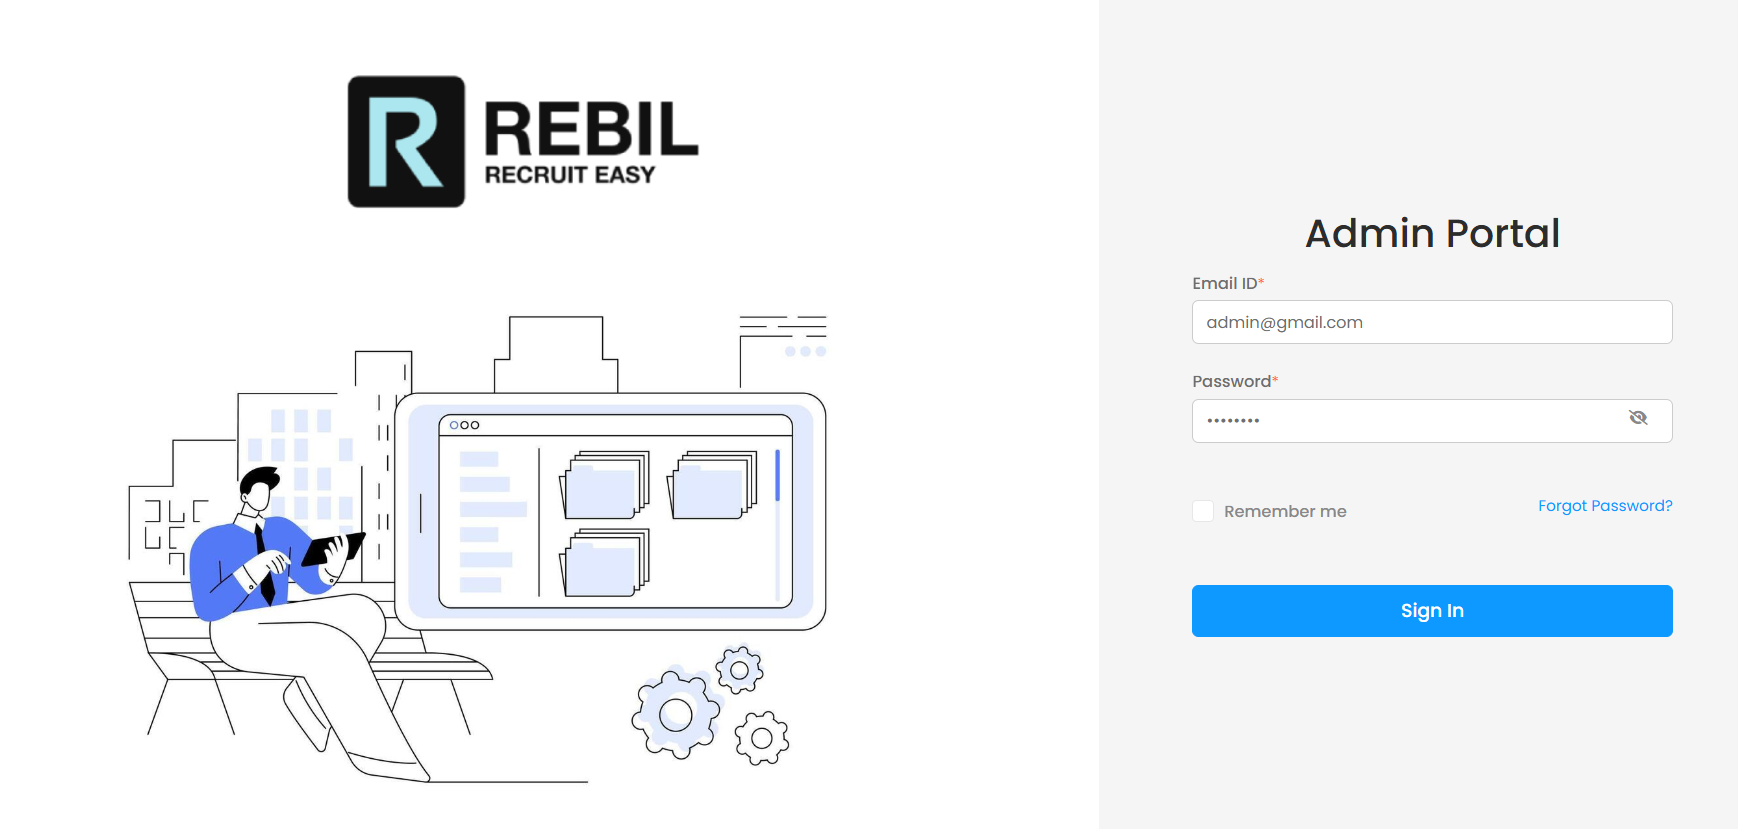 R
REBIL
RECRUIT EASY
Admin Portal
Email ID*
admin@gmail.com
Password*
••••••••
Remember me
Forgot Password?
Sign In